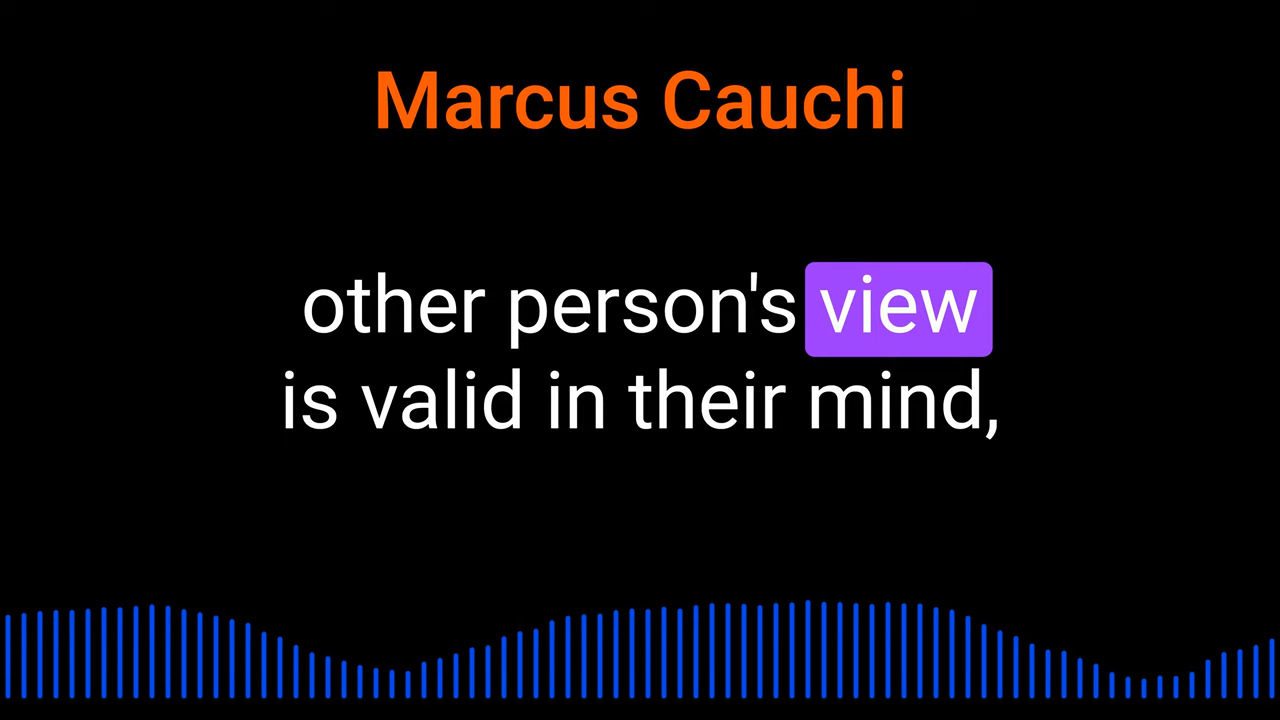 Marcus Cauchi
other person's view
is valid in their mind,